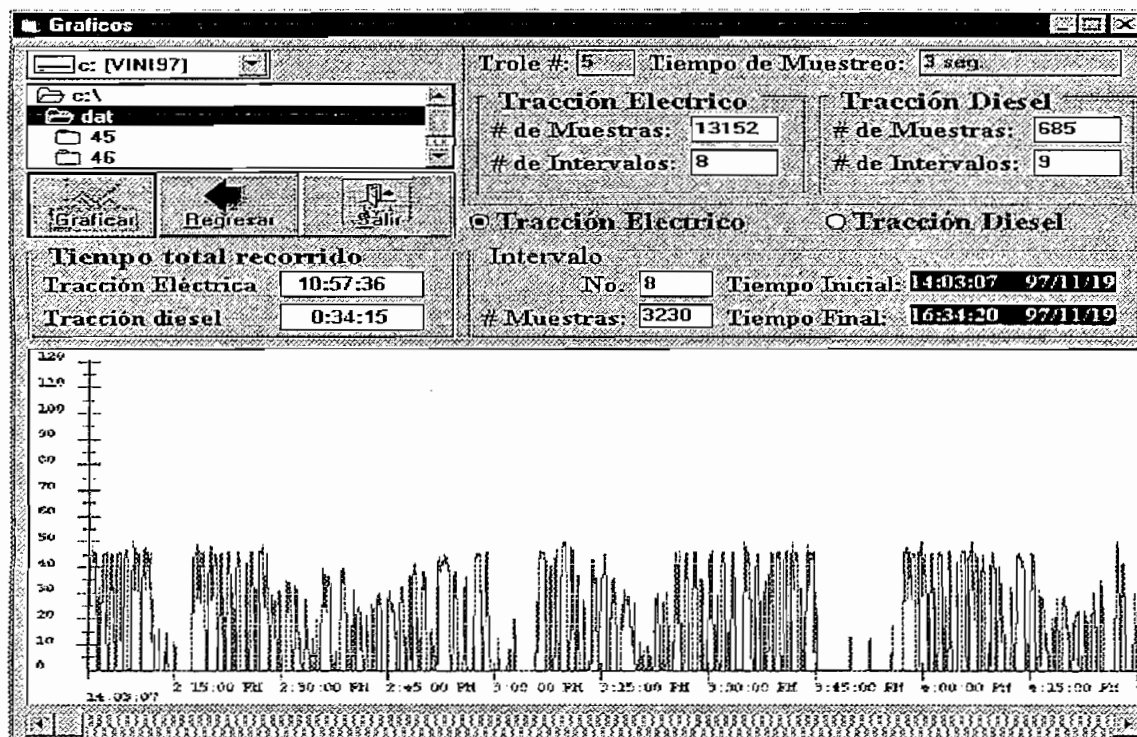 Graficos
c: [VINI97]
c:\
dat
45
46
Graficar Regresar Salir
Trole #: 5 Tiempo de Muestreo: 3 seg.
Tracción Electrico
# de Muestras: 13152
# de Intervalos: 8
Tracción Diesel
# de Muestras: 685
# de Intervalos: 9
Tracción Electrico Tracción Diesel
Tiempo total recorrido
Tracción Eléctrica 10:57:36
Tracción diesel 0:34:15
Intervalo
No. 8 Tiempo Inicial: 14:03:07 97/11/19
# Muestras: 3230 Tiempo Final: 16:34:20 97/11/19
120
110
100
90
80
70
60
50
40
30
20
10
0
14:03:07 2 15:00 PM 2:30:00 PM 2:45 00 PM 3:00 00 PM 3:15:00 PM 3:30:00 PM 3:45:00 PM 4:00:00 PM 4:15:00 PM